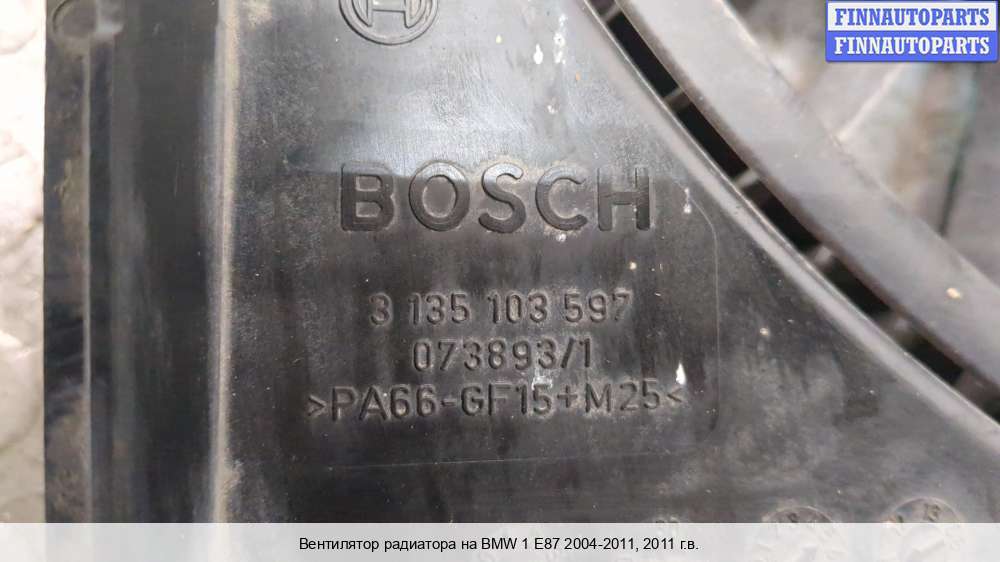 FINNAUTOPARTS
FINNAUTOPARTS
BOSCH
3 135 103 597
073893/1
>PA66-GF15+M25<
Вентилятор радиатора на BMW 1 E87 2004-2011, 2011 г.в.